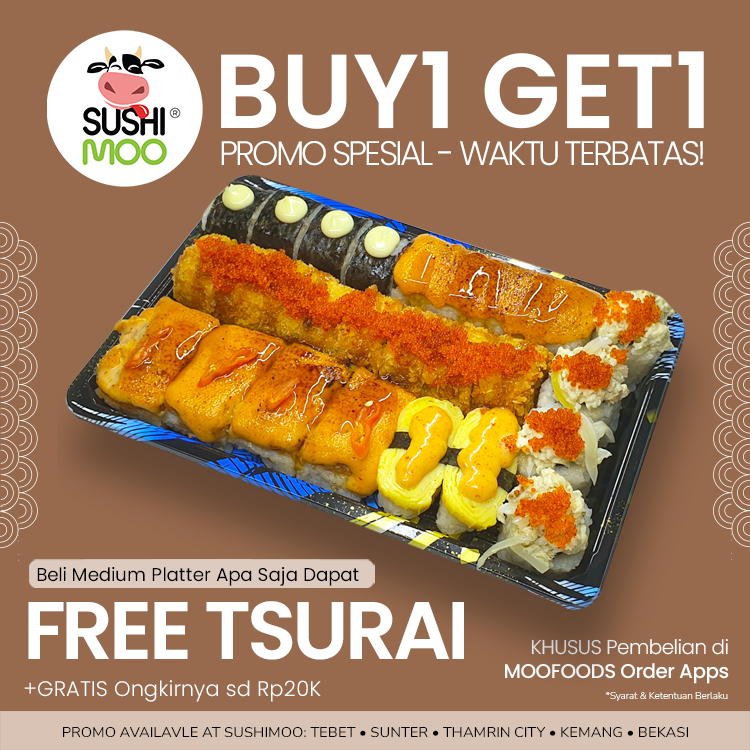 SUSHI ®
MOO
BUY1 GET1
PROMO SPESIAL - WAKTU TERBATAS!
Beli Medium Platter Apa Saja Dapat
FREE TSURAI
+GRATIS Ongkirnya sd Rp20K
KHUSUS Pembelian di
MOOFOODS Order Apps
*Syarat & Ketentuan Berlaku
PROMO AVAILAVLE AT SUSHIMOO: TEBET • SUNTER • THAMRIN CITY • KEMANG • BEKASI